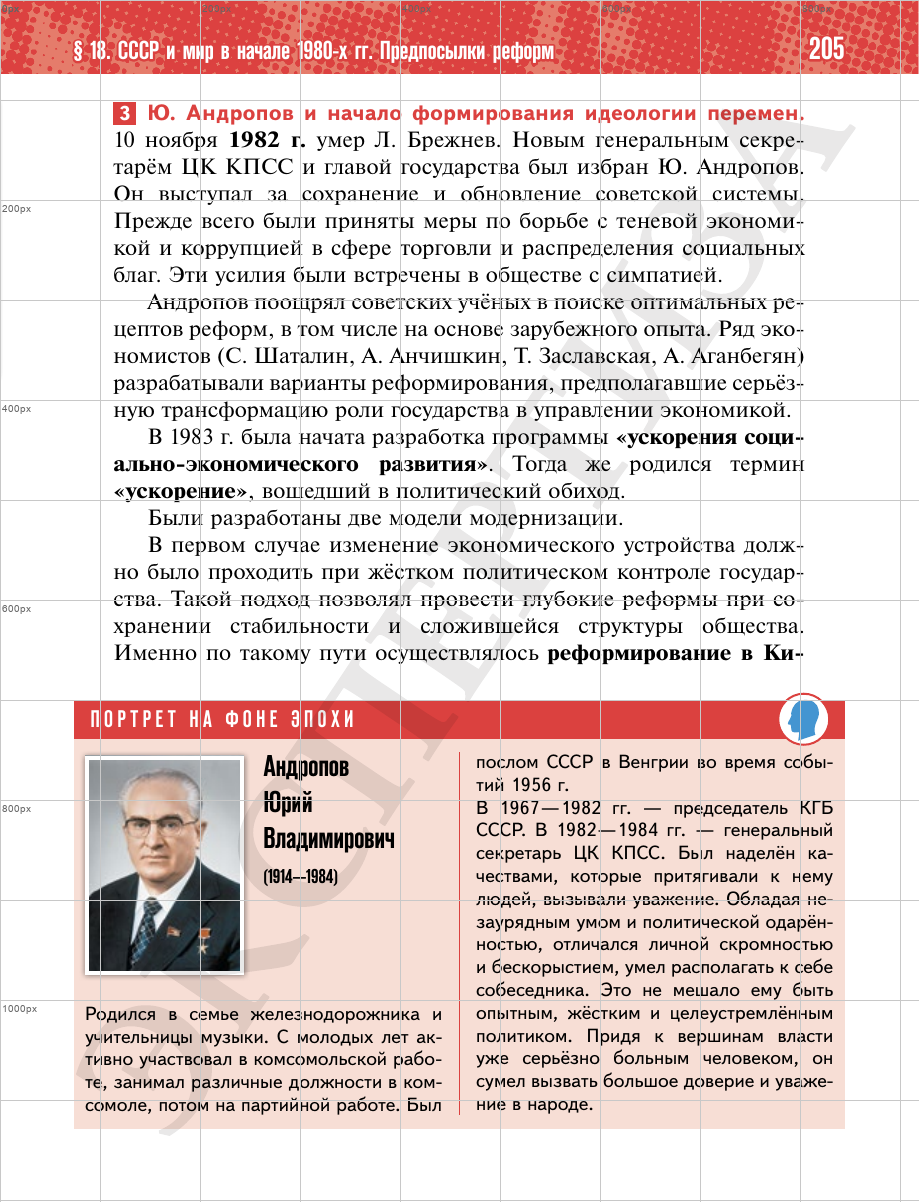 § 18. СССР и мир в начале 1980-х гг. Предпосылки реформ
205
3 Ю. Андропов и начало формирования идеологии перемен.
10 ноября 1982 г. умер Л. Брежнев. Новым генеральным секре-
тарём ЦК КПСС и главой государства был избран Ю. Андропов.
Он выступал за сохранение и обновление советской системы.
Прежде всего были приняты меры по борьбе с теневой экономи-
кой и коррупцией в сфере торговли и распределения социальных
благ. Эти усилия были встречены в обществе с симпатией.
Андропов поощрял советских учёных в поиске оптимальных ре-
цептов реформ, в том числе на основе зарубежного опыта. Ряд эко-
номистов (С. Шаталин, А. Анчишкин, Т. Заславская, А. Аганбегян)
разрабатывали варианты реформирования, предполагавшие серьёз-
ную трансформацию роли государства в управлении экономикой.
В 1983 г. была начата разработка программы «ускорения соци-
ально-экономического развития». Тогда же родился термин
«ускорение», вошедший в политический обиход.
Были разработаны две модели модернизации.
В первом случае изменение экономического устройства долж-
но было проходить при жёстком политическом контроле государ-
ства. Такой подход позволял провести глубокие реформы при со-
хранении стабильности и сложившейся структуры общества.
Именно по такому пути осуществлялось реформирование в Ки-
ПОРТРЕТ НА ФОНЕ ЭПОХИ
Андропов
Юрий
Владимирович
(1914—1984)
Родился в семье железнодорожника и
учительницы музыки. С молодых лет ак-
тивно участвовал в комсомольской рабо-
те, занимал различные должности в ком-
сомоле, потом на партийной работе. Был
послом СССР в Венгрии во время собы-
тий 1956 г.
В 1967—1982 гг. — председатель КГБ
СССР. В 1982—1984 гг. — генеральный
секретарь ЦК КПСС. Был наделён ка-
чествами, которые притягивали к нему
людей, вызывали уважение. Обладая не-
заурядным умом и политической одарён-
ностью, отличался личной скромностью
и бескорыстием, умел располагать к себе
собеседника. Это не мешало ему быть
опытным, жёстким и целеустремлённым
политиком. Придя к вершинам власти
уже серьёзно больным человеком, он
сумел вызвать большое доверие и уваже-
ние в народе.
ЭКСПЕРТИЗА
200px
400px
600px
800px
1000px